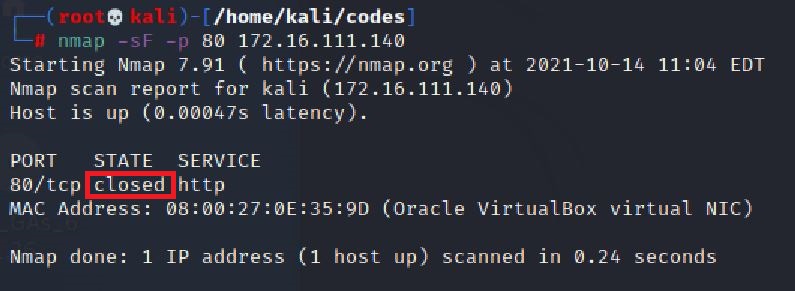 ┌──(root💀kali)-[/home/kali/codes]
└─# nmap -sF -p 80 172.16.111.140
Starting Nmap 7.91 ( https://nmap.org ) at 2021-10-14 11:04 EDT
Nmap scan report for kali (172.16.111.140)
Host is up (0.00047s latency).

PORT   STATE  SERVICE
80/tcp closed http
MAC Address: 08:00:27:0E:35:9D (Oracle VirtualBox virtual NIC)

Nmap done: 1 IP address (1 host up) scanned in 0.24 seconds